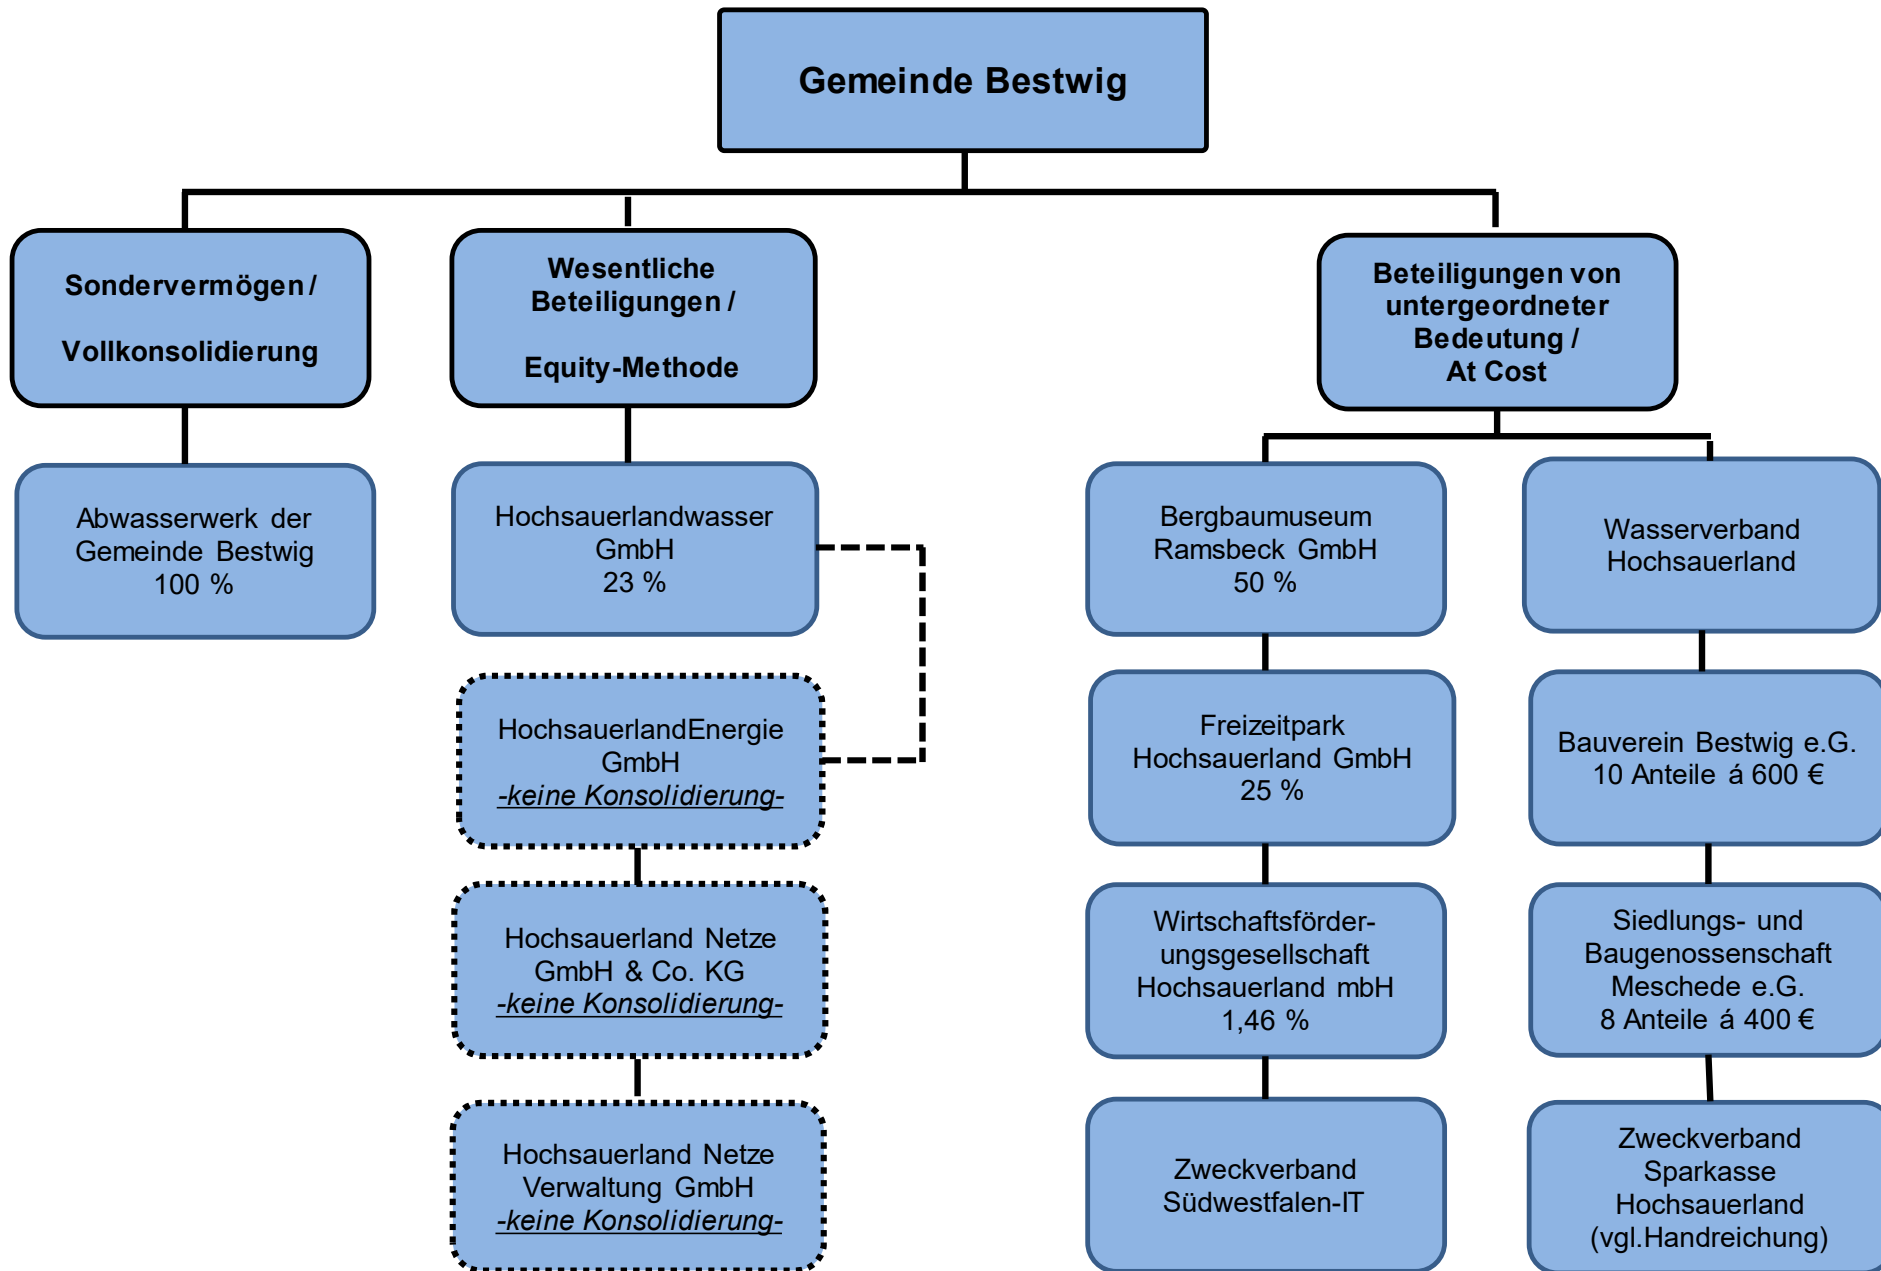 Gemeinde Bestwig
Sondervermögen /
Vollkonsolidierung
Wesentliche
Beteiligungen /
Equity-Methode
Beteiligungen von
untergeordneter
Bedeutung /
At Cost
Abwasserwerk der
Gemeinde Bestwig
100 %
Hochsauerlandwasser
GmbH
23 %
HochsauerlandEnergie
GmbH
-keine Konsolidierung-
Hochsauerland Netze
GmbH & Co. KG
-keine Konsolidierung-
Hochsauerland Netze
Verwaltung GmbH
-keine Konsolidierung-
Bergbaumuseum
Ramsbeck GmbH
50 %
Freizeitpark
Hochsauerland GmbH
25 %
Wirtschaftsförder-
ungsgesellschaft
Hochsauerland mbH
1,46 %
Zweckverband
Südwestfalen-IT
Wasserverband
Hochsauerland
Bauverein Bestwig e.G.
10 Anteile á 600 €
Siedlungs- und
Baugenossenschaft
Meschede e.G.
8 Anteile á 400 €
Zweckverband
Sparkasse
Hochsauerland
(vgl.Handreichung)